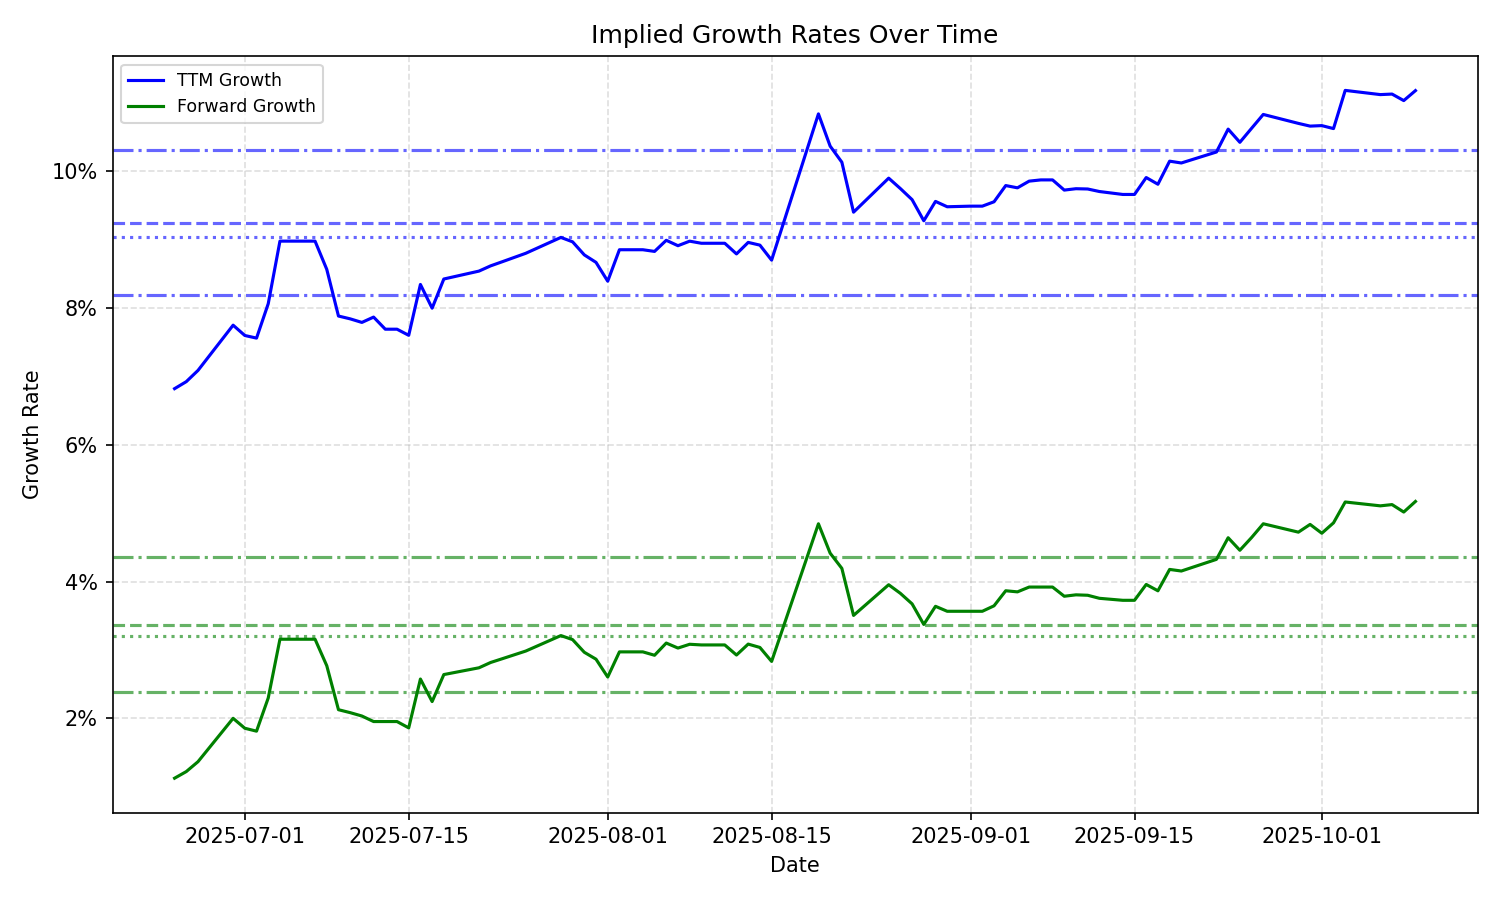 Implied Growth Rates Over Time
TTM Growth
Forward Growth
10%
8%
6%
4%
2%
Growth Rate
2025-07-01
2025-07-15
2025-08-01
2025-08-15
2025-09-01
2025-09-15
2025-10-01
Date